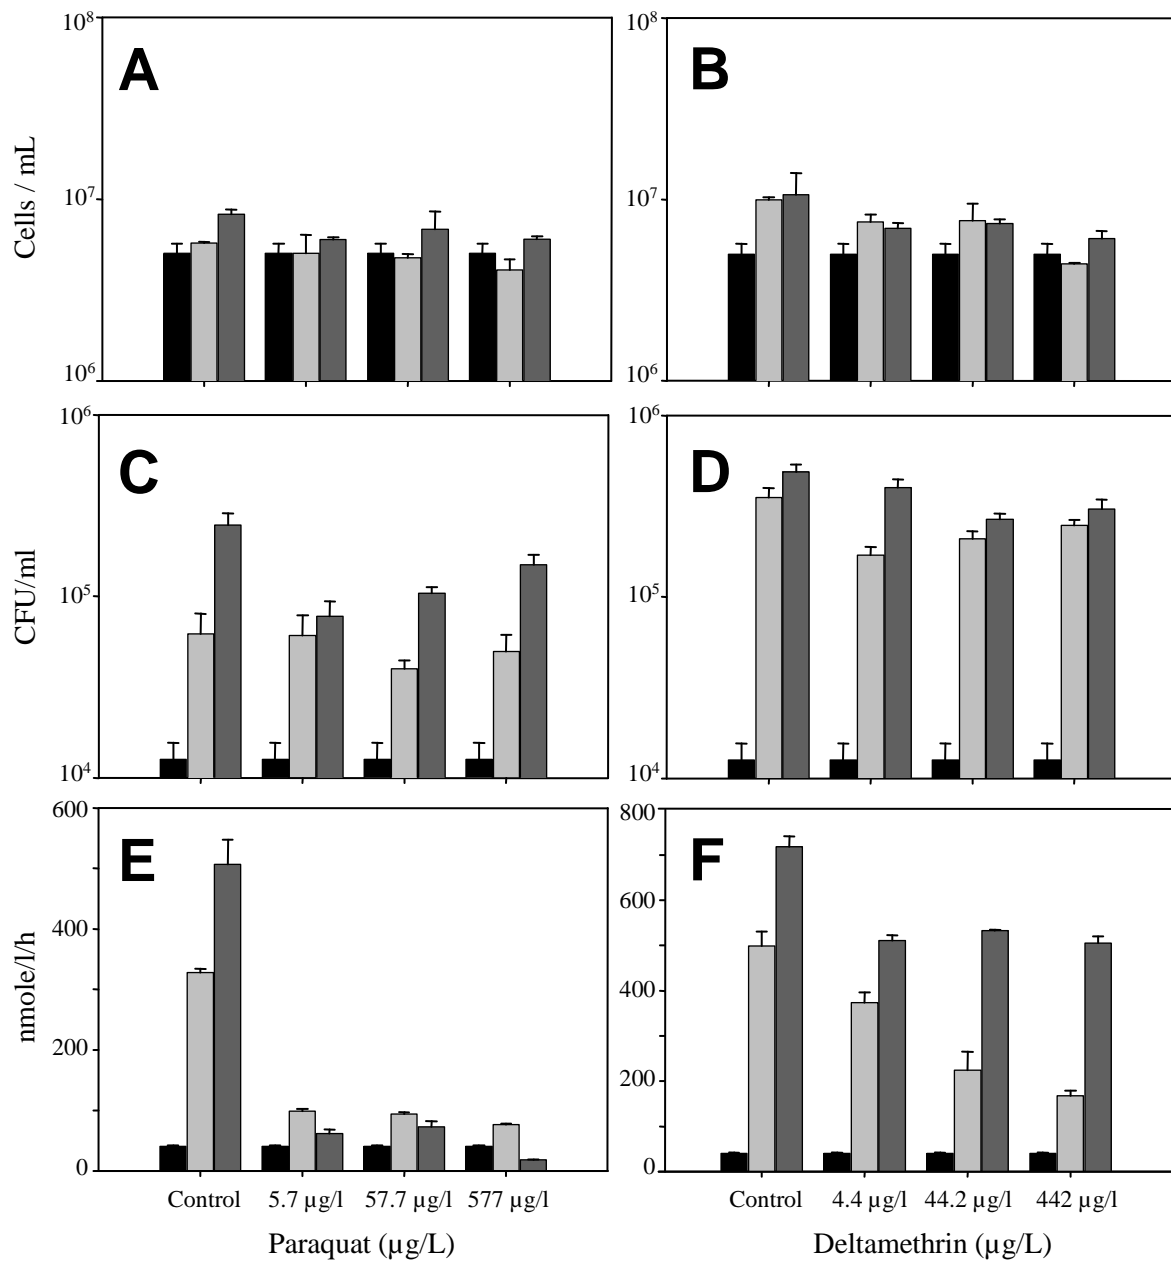 A
B
10⁸
10⁷
10⁶
Cells / mL
10⁸
10⁷
10⁶
C
D
10⁶
10⁵
10⁴
CFU/ml
10⁶
10⁵
10⁴
E
F
600
400
200
0
nmole/l/h
800
600
400
200
0
Control 5.7 µg/l 57.7 µg/l 577 µg/l
Paraquat (µg/L)
Control 4.4 µg/l 44.2 µg/l 442 µg/l
Deltamethrin (µg/L)